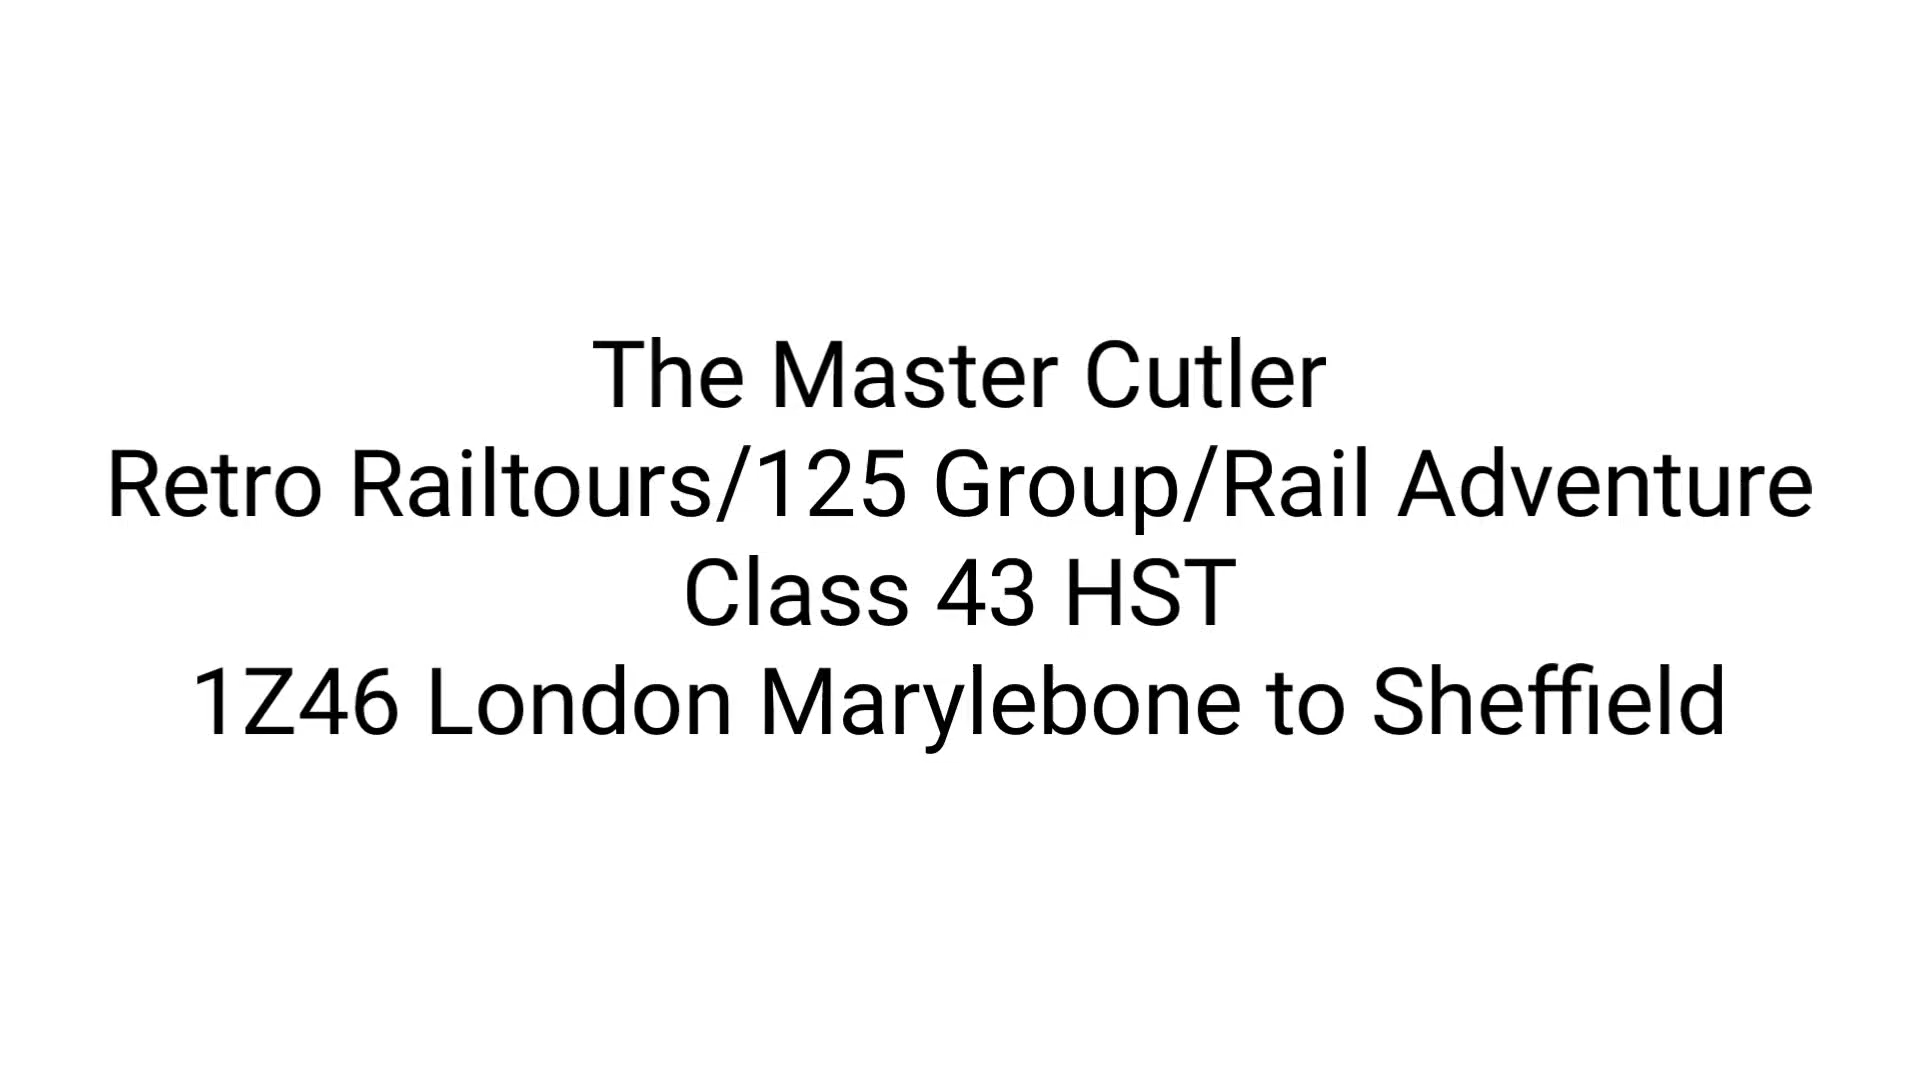 The Master Cutler
Retro Railtours/125 Group/Rail Adventure
Class 43 HST
1Z46 London Marylebone to Sheffield